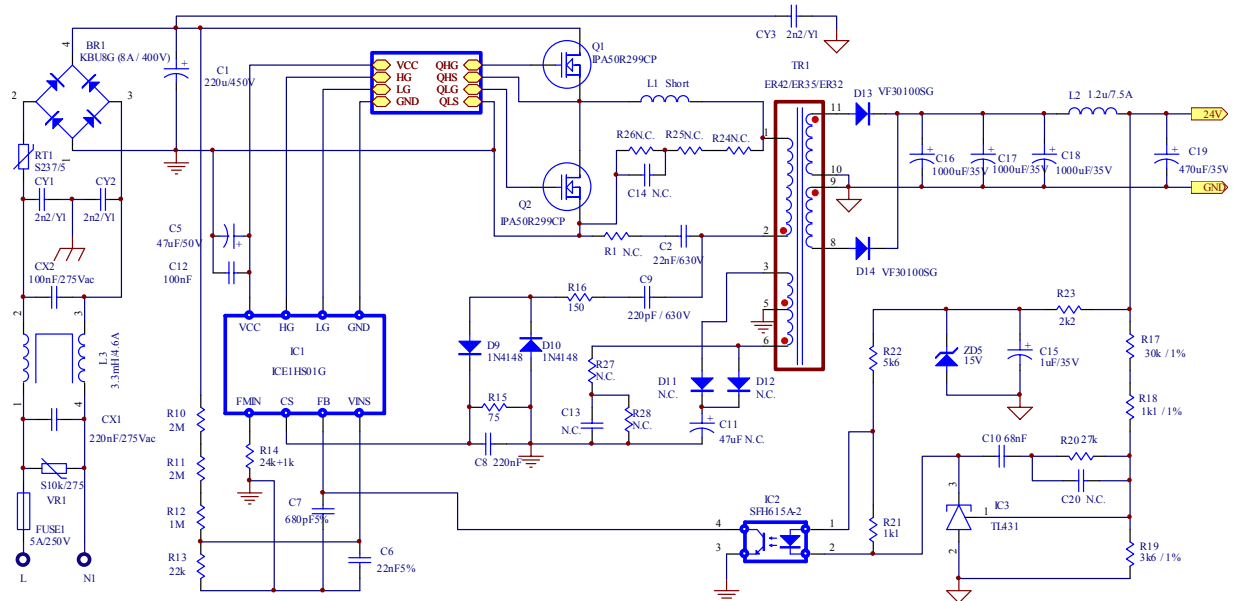 CY3
2n2/Y1
4
BR1
KBU8G (8A / 400V)
C1
220u/450V
2
3
1
RT1
S237/5
CY1
CY2
2n2/Y1
2n2/Y1
CX2
100nF/275Vac
2
3
L3
3.3mH/4.6A
1
4
CX1
220nF/275Vac
S10k/275
VR1
FUSE1
5A/250V
L
N1
VCC
HG
LG
GND
QHG
QHS
QLG
QLS
Q1
IPA50R299CP
Q2
IPA50R299CP
L1 Short
R26N.C.
R25N.C.
R24N.C.
C14 N.C.
R1 N.C.
C2
22nF/630V
C5
47uF/50V
C12
100nF
VCC
HG
LG
GND
IC1
ICE1HS01G
FMIN
CS
FB
VINS
R10
2M
R11
2M
R12
1M
R13
22k
R14
24k+1k
C7
680pF5%
C6
22nF5%
R16
150
C9
220pF / 630V
D9
1N4148
D10
1N4148
R15
75
C8 220nF
R27
N.C.
C13
N.C.
R28
N.C.
D11
N.C.
D12
N.C.
C11
47uF N.C.
TR1
ER42/ER35/ER32
1
2
3
5
6
11
10
9
8
D13 VF30100SG
D14 VF30100SG
L2 1.2u/7.5A
24V
GND
C16
1000uF/35V
C17
1000uF/35V
C18
1000uF/35V
C19
470uF/35V
R23
2k2
R22
5k6
ZD5
15V
C15
1uF/35V
R17
30k / 1%
R18
1k1 / 1%
C10 68nF
R20 27k
C20 N.C.
3
1
2
IC3
TL431
R19
3k6 / 1%
R21
1k1
IC2
SFH615A-2
4
3
1
2